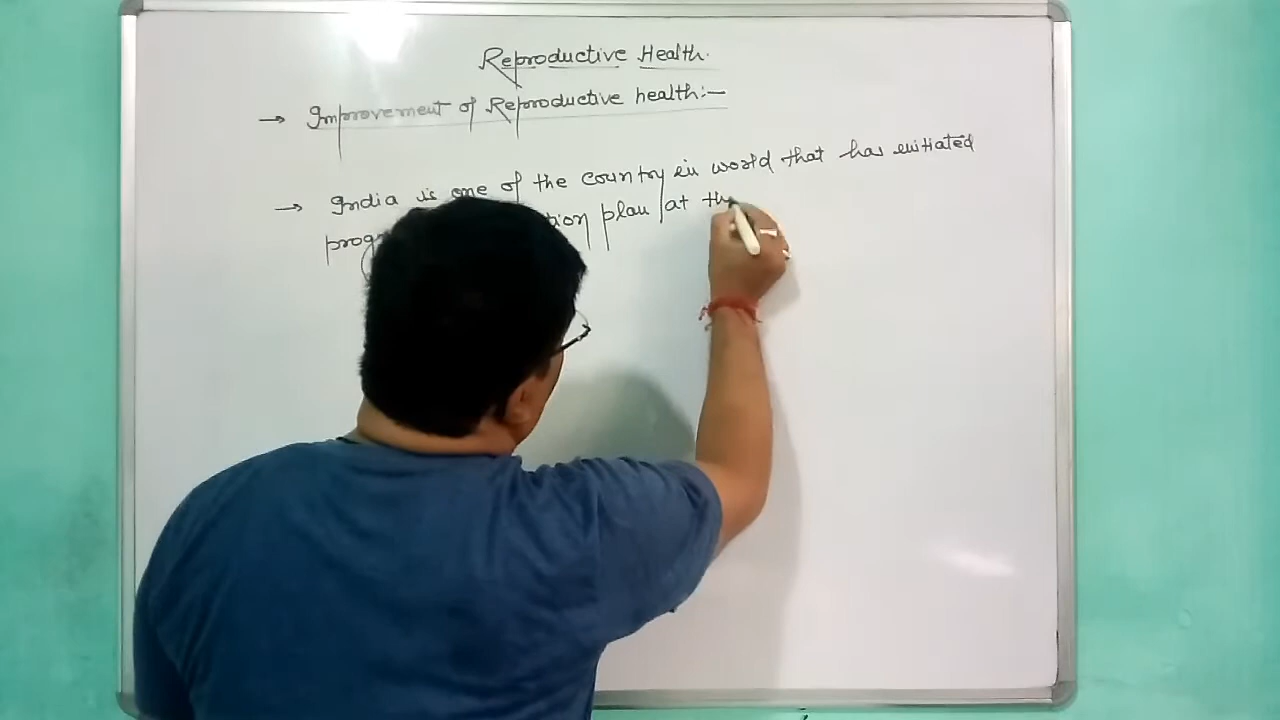 Reproductive Health.
→ Improvement of Reproductive health:-
→ India is one of the country in world that has initiated
plan at